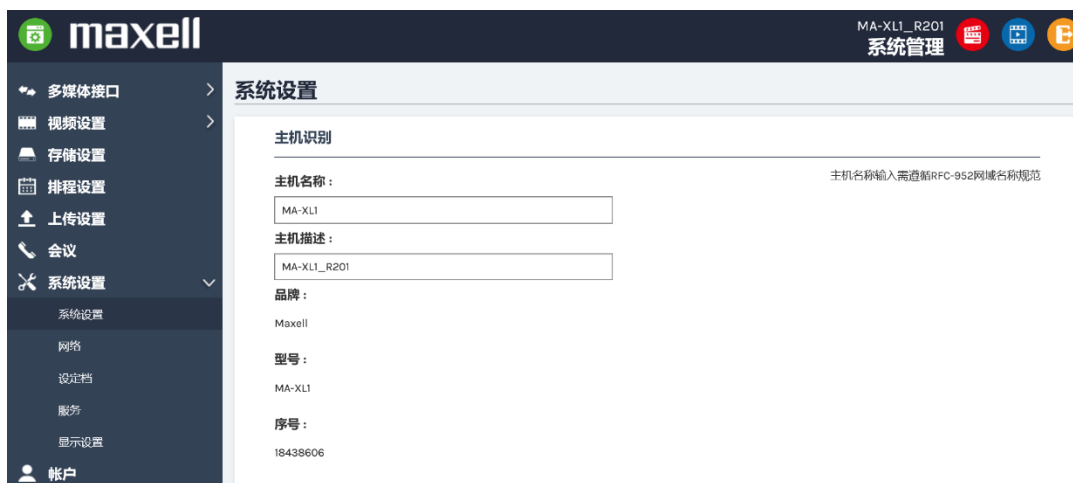 maxell
MA-XL1_R201
系统管理
多媒体接口
视频设置
存储设置
排程设置
上传设置
会议
系统设置
系统设置
网络
设定档
服务
显示设置
帐户
系统设置
主机识别
主机名称：
主机名称输入需遵循RFC-952网域名称规范
MA-XL1
主机描述：
MA-XL1_R201
品牌：
Maxell
型号：
MA-XL1
序号：
18438606